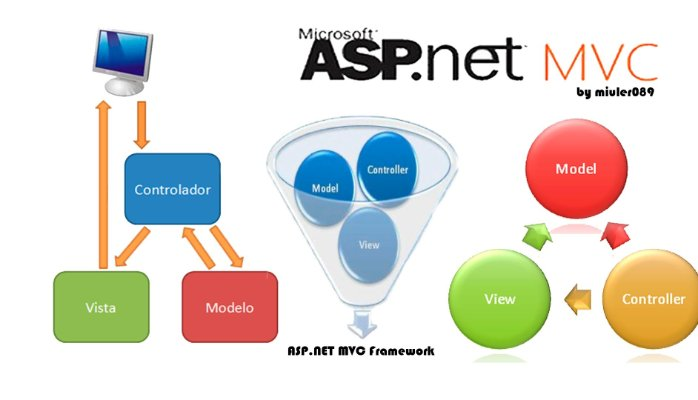 Microsoft
ASP.net MVC
by miuler089
Controlador
Vista
Modelo
Model
Controller
View
ASP.NET MVC Framework
Model
View
Controller